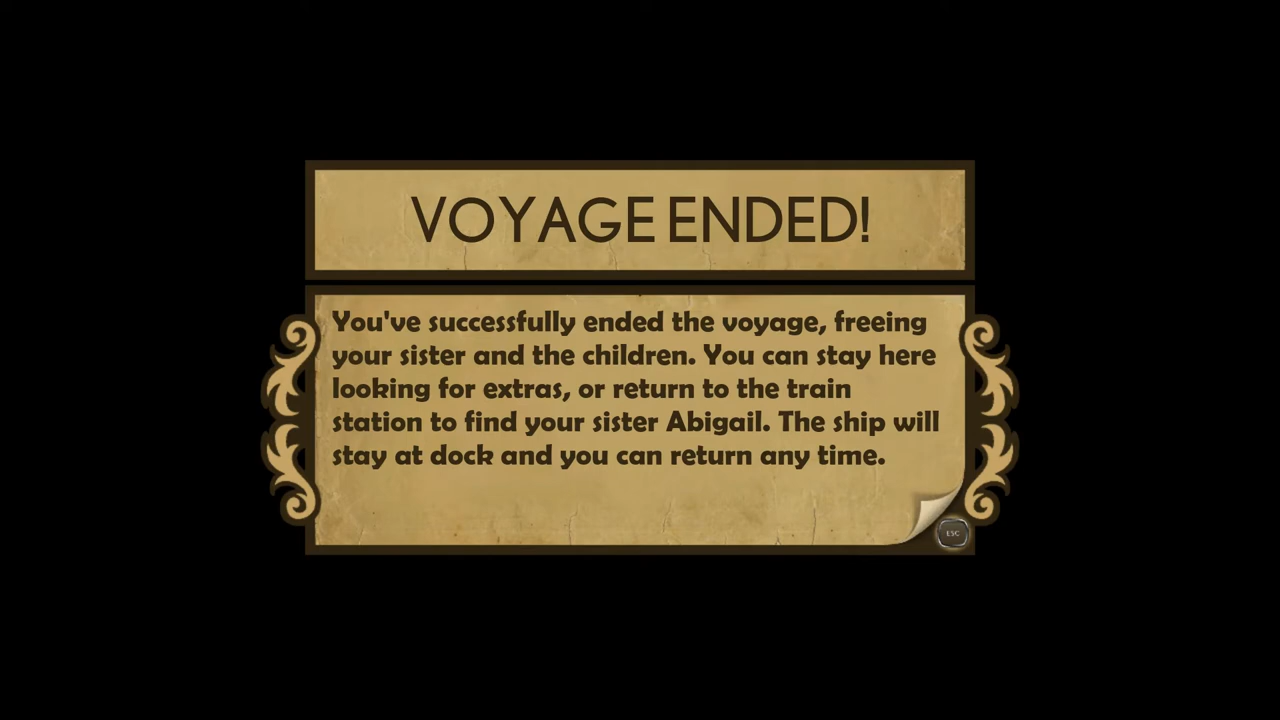 VOYAGE ENDED!
You've successfully ended the voyage, freeing
your sister and the children. You can stay here
looking for extras, or return to the train
station to find your sister Abigail. The ship will
stay at dock and you can return any time.
ESC